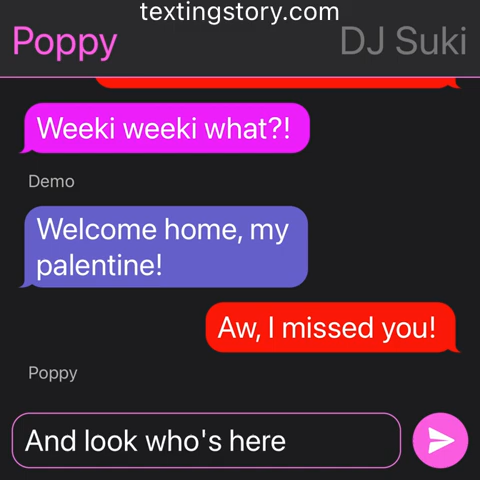 textingstory.com
Poppy
DJ Suki
Weeki weeki what?!
Demo
Welcome home, my
palentine!
Aw, I missed you!
Poppy
And look who's here